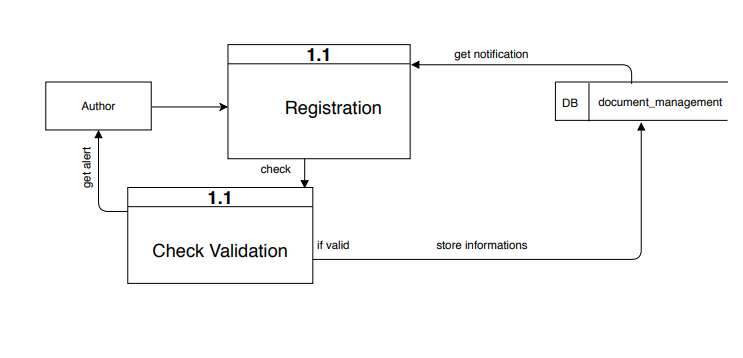 1.1
get notification
Author
Registration
DB
document_management
check
get alert
1.1
Check Validation
if valid
store informations